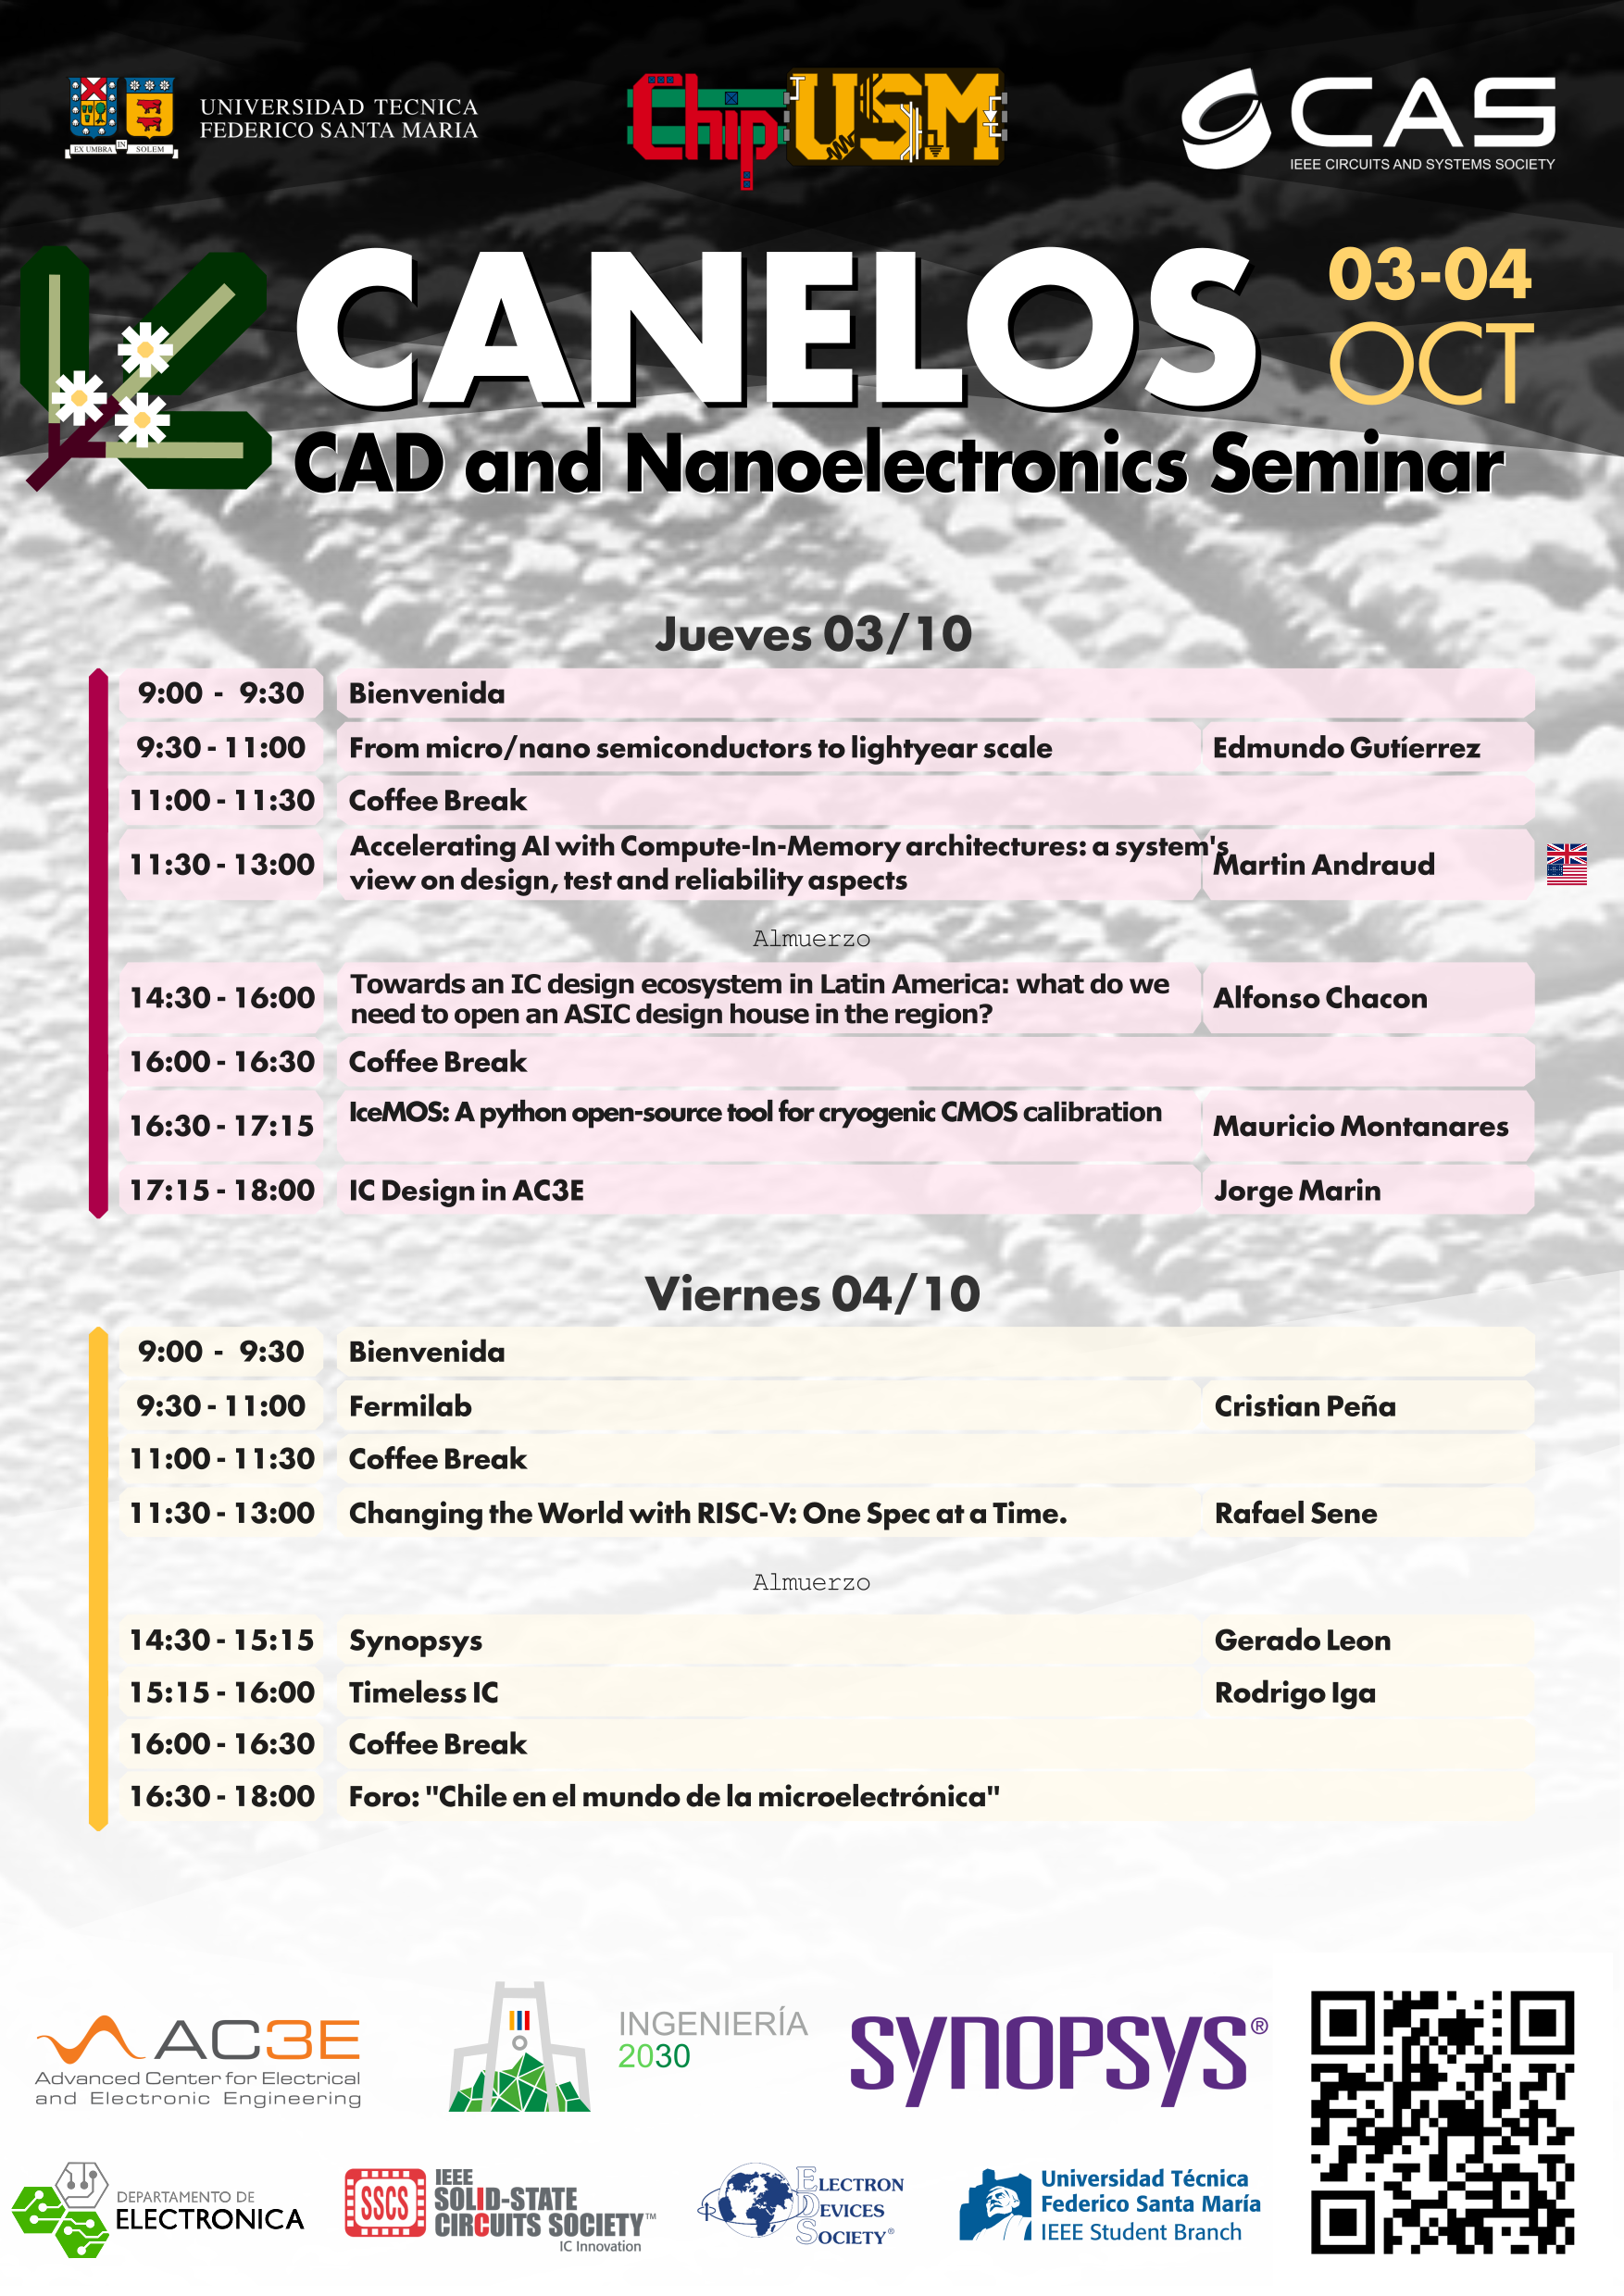 UNIVERSIDAD TECNICA
FEDERICO SANTA MARIA
EX UMBRA IN SOLEM
Chip USM
CAS
IEEE CIRCUITS AND SYSTEMS SOCIETY
CANELOS
03-04
OCT
CAD and Nanoelectronics Seminar
Jueves 03/10
9:00 - 9:30 Bienvenida
9:30 - 11:00 From micro/nano semiconductors to lightyear scale Edmundo Gutíerrez
11:00 - 11:30 Coffee Break
11:30 - 13:00 Accelerating AI with Compute-In-Memory architectures: a system's
view on design, test and reliability aspects Martin Andraud
Almuerzo
14:30 - 16:00 Towards an IC design ecosystem in Latin America: what do we
need to open an ASIC design house in the region? Alfonso Chacon
16:00 - 16:30 Coffee Break
16:30 - 17:15 IceMOS: A python open-source tool for cryogenic CMOS calibration Mauricio Montanares
17:15 - 18:00 IC Design in AC3E Jorge Marin
Viernes 04/10
9:00 - 9:30 Bienvenida
9:30 - 11:00 Fermilab Cristian Peña
11:00 - 11:30 Coffee Break
11:30 - 13:00 Changing the World with RISC-V: One Spec at a Time. Rafael Sene
Almuerzo
14:30 - 15:15 Synopsys Gerado Leon
15:15 - 16:00 Timeless IC Rodrigo Iga
16:00 - 16:30 Coffee Break
16:30 - 18:00 Foro: "Chile en el mundo de la microelectrónica"
AC3E
Advanced Center for Electrical
and Electronic Engineering
INGENIERÍA
2030
SYNOPSYS®
DEPARTAMENTO DE
ELECTRONICA
SSCS
IEEE
SOLID-STATE
CIRCUITS SOCIETY™
IC Innovation
ELECTRON
DEVICES
SOCIETY®
Universidad Técnica
Federico Santa María
IEEE Student Branch